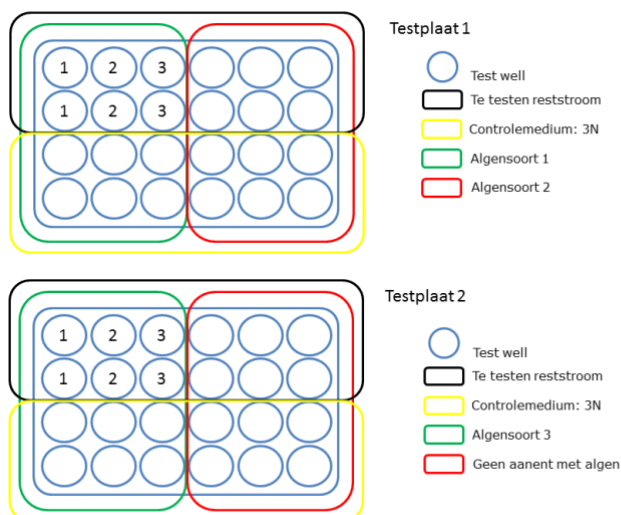 Testplaat 1
1 2 3
1 2 3
Test well
Te testen reststroom
Controlemedium: 3N
Algensoort 1
Algensoort 2
Testplaat 2
1 2 3
1 2 3
Test well
Te testen reststroom
Controlemedium: 3N
Algensoort 3
Geen aanent met algen